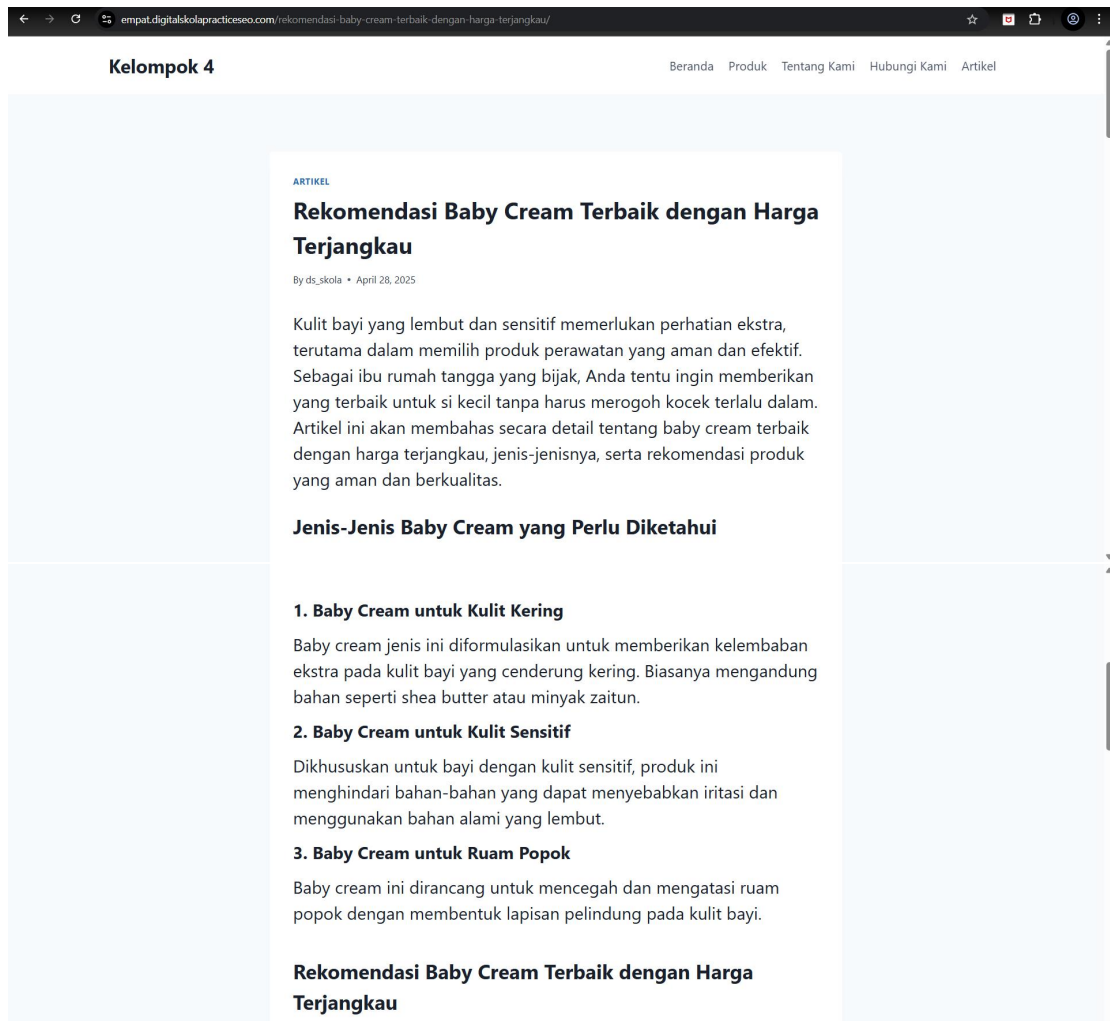 empat.digitalskolapracticeseo.com/rekomendasi-baby-cream-terbaik-dengan-harga-terjangkau/
Kelompok 4
Beranda Produk Tentang Kami Hubungi Kami Artikel
ARTIKEL
Rekomendasi Baby Cream Terbaik dengan Harga
Terjangkau
By ds_skola • April 28, 2025
Kulit bayi yang lembut dan sensitif memerlukan perhatian ekstra,
terutama dalam memilih produk perawatan yang aman dan efektif.
Sebagai ibu rumah tangga yang bijak, Anda tentu ingin memberikan
yang terbaik untuk si kecil tanpa harus merogoh kocek terlalu dalam.
Artikel ini akan membahas secara detail tentang baby cream terbaik
dengan harga terjangkau, jenis-jenisnya, serta rekomendasi produk
yang aman dan berkualitas.
Jenis-Jenis Baby Cream yang Perlu Diketahui
1. Baby Cream untuk Kulit Kering
Baby cream jenis ini diformulasikan untuk memberikan kelembaban
ekstra pada kulit bayi yang cenderung kering. Biasanya mengandung
bahan seperti shea butter atau minyak zaitun.
2. Baby Cream untuk Kulit Sensitif
Dikhususkan untuk bayi dengan kulit sensitif, produk ini
menghindari bahan-bahan yang dapat menyebabkan iritasi dan
menggunakan bahan alami yang lembut.
3. Baby Cream untuk Ruam Popok
Baby cream ini dirancang untuk mencegah dan mengatasi ruam
popok dengan membentuk lapisan pelindung pada kulit bayi.
Rekomendasi Baby Cream Terbaik dengan Harga
Terjangkau